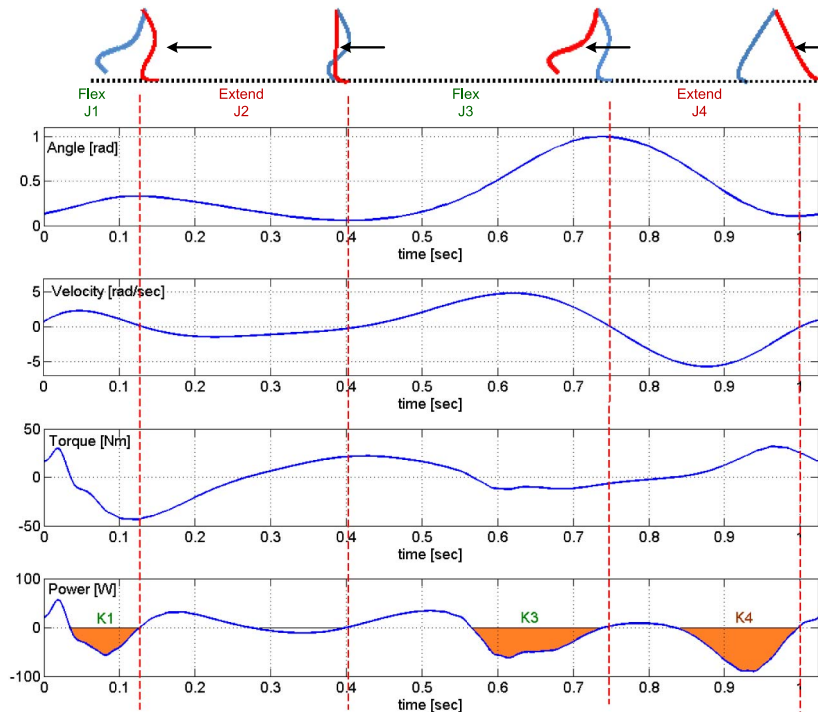 Flex Extend Flex Extend
J1 J2 J3 J4
Angle [rad]
1
0.5
0
0 0.1 0.2 0.3 0.4 0.5 0.6 0.7 0.8 0.9 1
time [sec]
Velocity [rad/sec]
5
0
-5
0 0.1 0.2 0.3 0.4 0.5 0.6 0.7 0.8 0.9 1
time [sec]
50
Torque [Nm]
0
-50
0 0.1 0.2 0.3 0.4 0.5 0.6 0.7 0.8 0.9 1
time [sec]
100
Power [W]
K1 K3 K4
0
-100
0 0.1 0.2 0.3 0.4 0.5 0.6 0.7 0.8 0.9 1
time [sec]